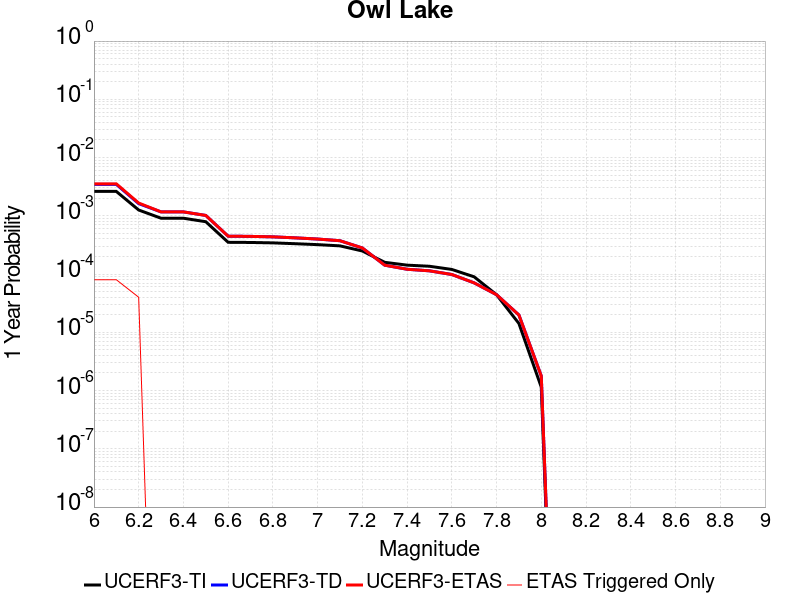 Owl Lake
1 Year Probability
10^0
10^-1
10^-2
10^-3
10^-4
10^-5
10^-6
10^-7
10^-8
6 6.2 6.4 6.6 6.8 7 7.2 7.4 7.6 7.8 8 8.2 8.4 8.6 8.8 9
Magnitude
UCERF3-TI UCERF3-TD UCERF3-ETAS ETAS Triggered Only